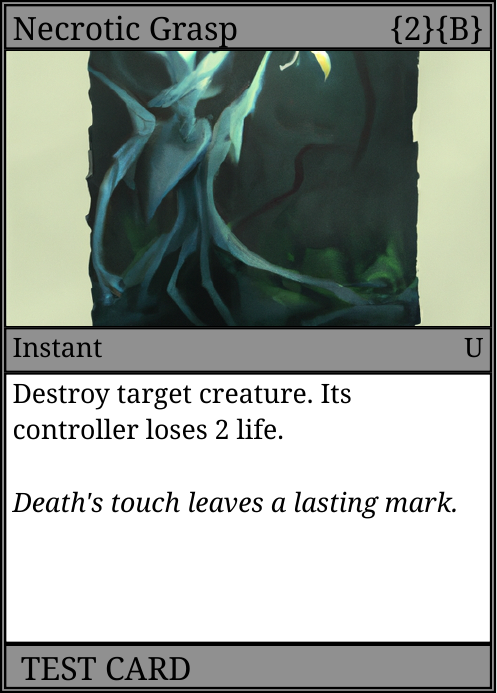 Necrotic Grasp {2}{B}
Instant U
Destroy target creature. Its
controller loses 2 life.
Death's touch leaves a lasting mark.
TEST CARD